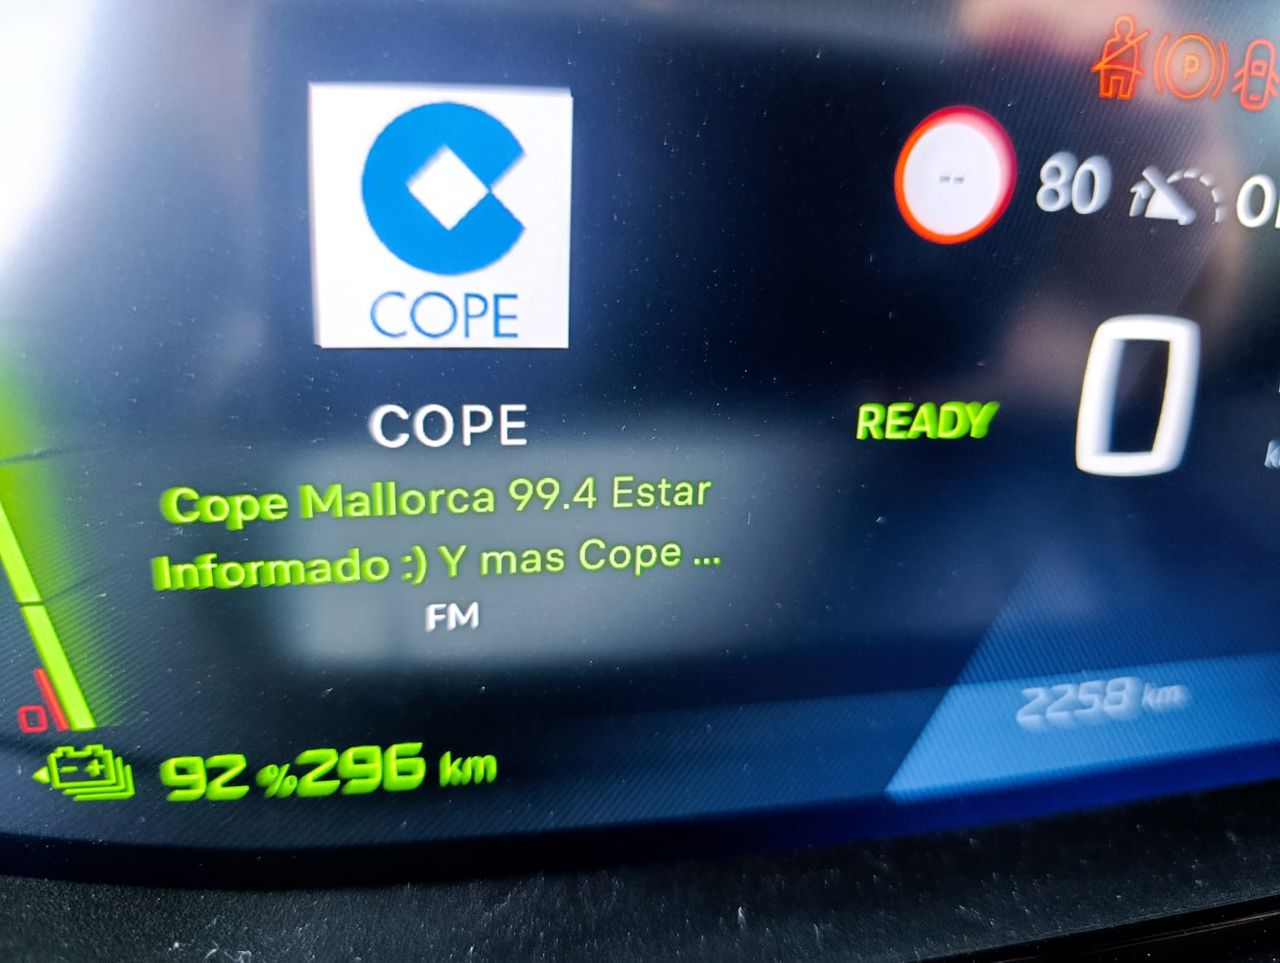 COPE
COPE
Cope Mallorca 99.4 Estar
Informado :) Y mas Cope ...
FM
P
--
80
READY
0
2258 km
0
92 % 296 km